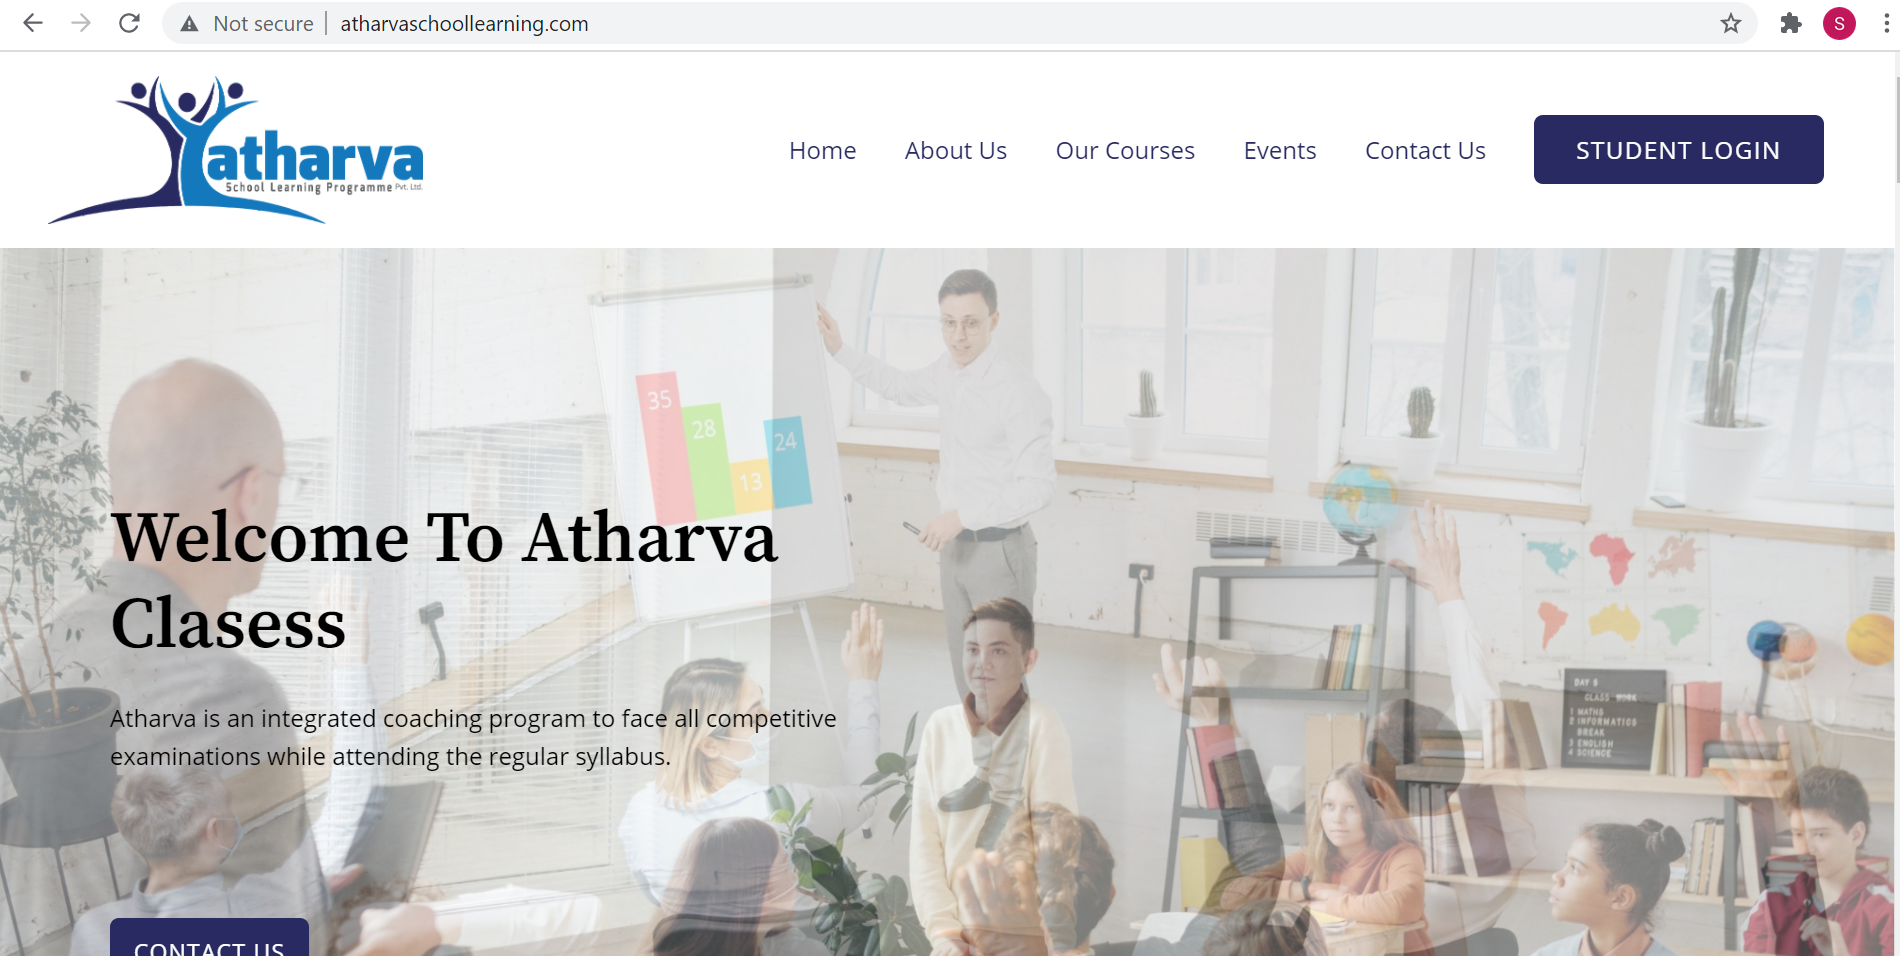 Not secure
atharvaschoollearning.com
S
atharva
School Learning Programme Pvt. Ltd.
Home
About Us
Our Courses
Events
Contact Us
STUDENT LOGIN
35
28
13
24
DAY 9
CLASS WORK
1 MATHS
2 INFORMATICS
BREAK
3 ENGLISH
4 SCIENCE
Welcome To Atharva
Clasess
Atharva is an integrated coaching program to face all competitive
examinations while attending the regular syllabus.
CONTACT US